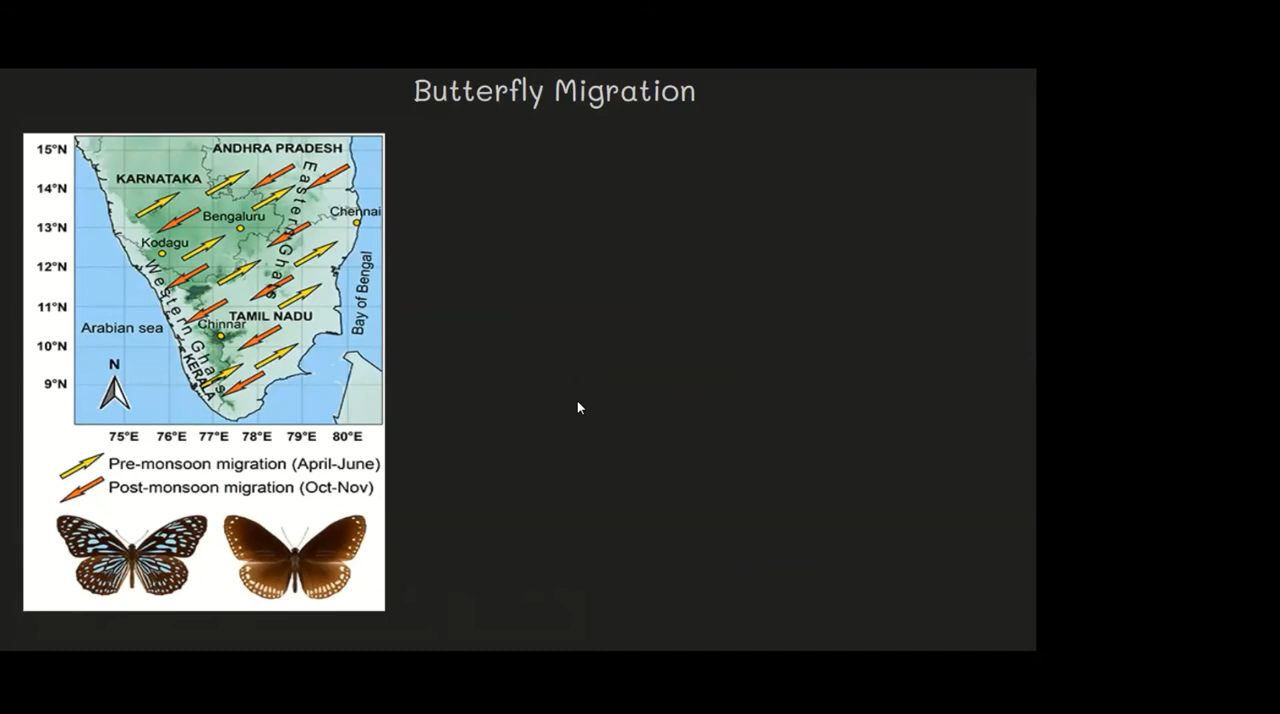 Butterfly Migration
15°N
ANDHRA PRADESH
14°N
KARNATAKA
Eastern Ghats
Chennai
13°N
Bengaluru
Kodagu
12°N
Western Ghats
Bay of Bengal
11°N
TAMIL NADU
Arabian sea
Chinnar
10°N
N
KERALA
9°N
75°E 76°E 77°E 78°E 79°E 80°E
Pre-monsoon migration (April-June)
Post-monsoon migration (Oct-Nov)